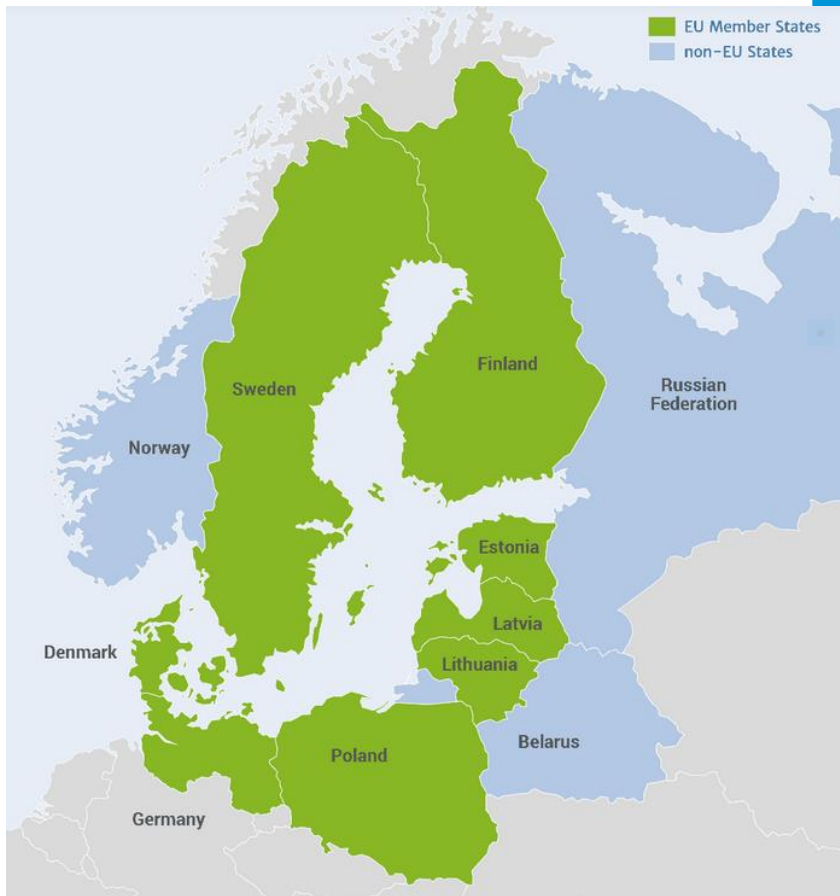 EU Member States
non-EU States
Finland
Sweden
Russian
Federation
Norway
Estonia
Latvia
Denmark
Lithuania
Belarus
Poland
Germany